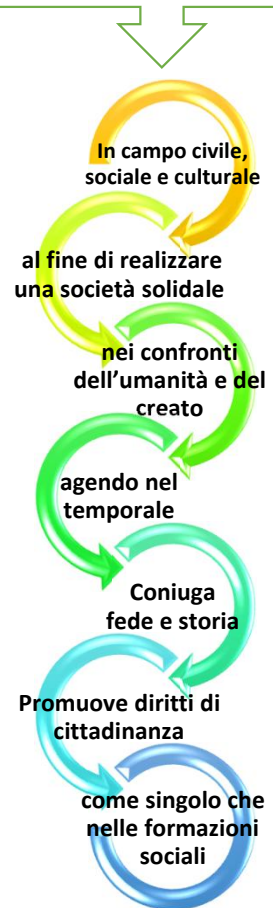 In campo civile,
sociale e culturale
al fine di realizzare
una società solidale
nei confronti
dell’umanità e del
creato
agendo nel
temporale
Coniuga
fede e storia
Promuove diritti di
cittadinanza
come singolo che
nelle formazioni
sociali